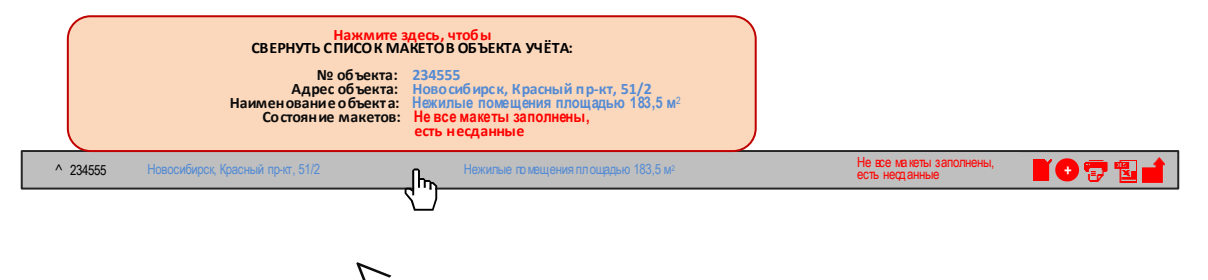 Нажмите здесь, чтобы
СВЕРНУТЬ СПИСОК МАКЕТОВ ОБЪЕКТА УЧЁТА:
№ объекта: 234555
Адрес объекта: Новосибирск, Красный пр-кт, 51/2
Наименование объекта: Нежилые помещения площадью 183,5 м²
Состояние макетов: Не все макеты заполнены,
есть несданные
^ 234555 Новосибирск, Красный пр-кт, 51/2 Нежилые помещения площадью 183,5 м² Не все макеты заполнены,
есть несданные